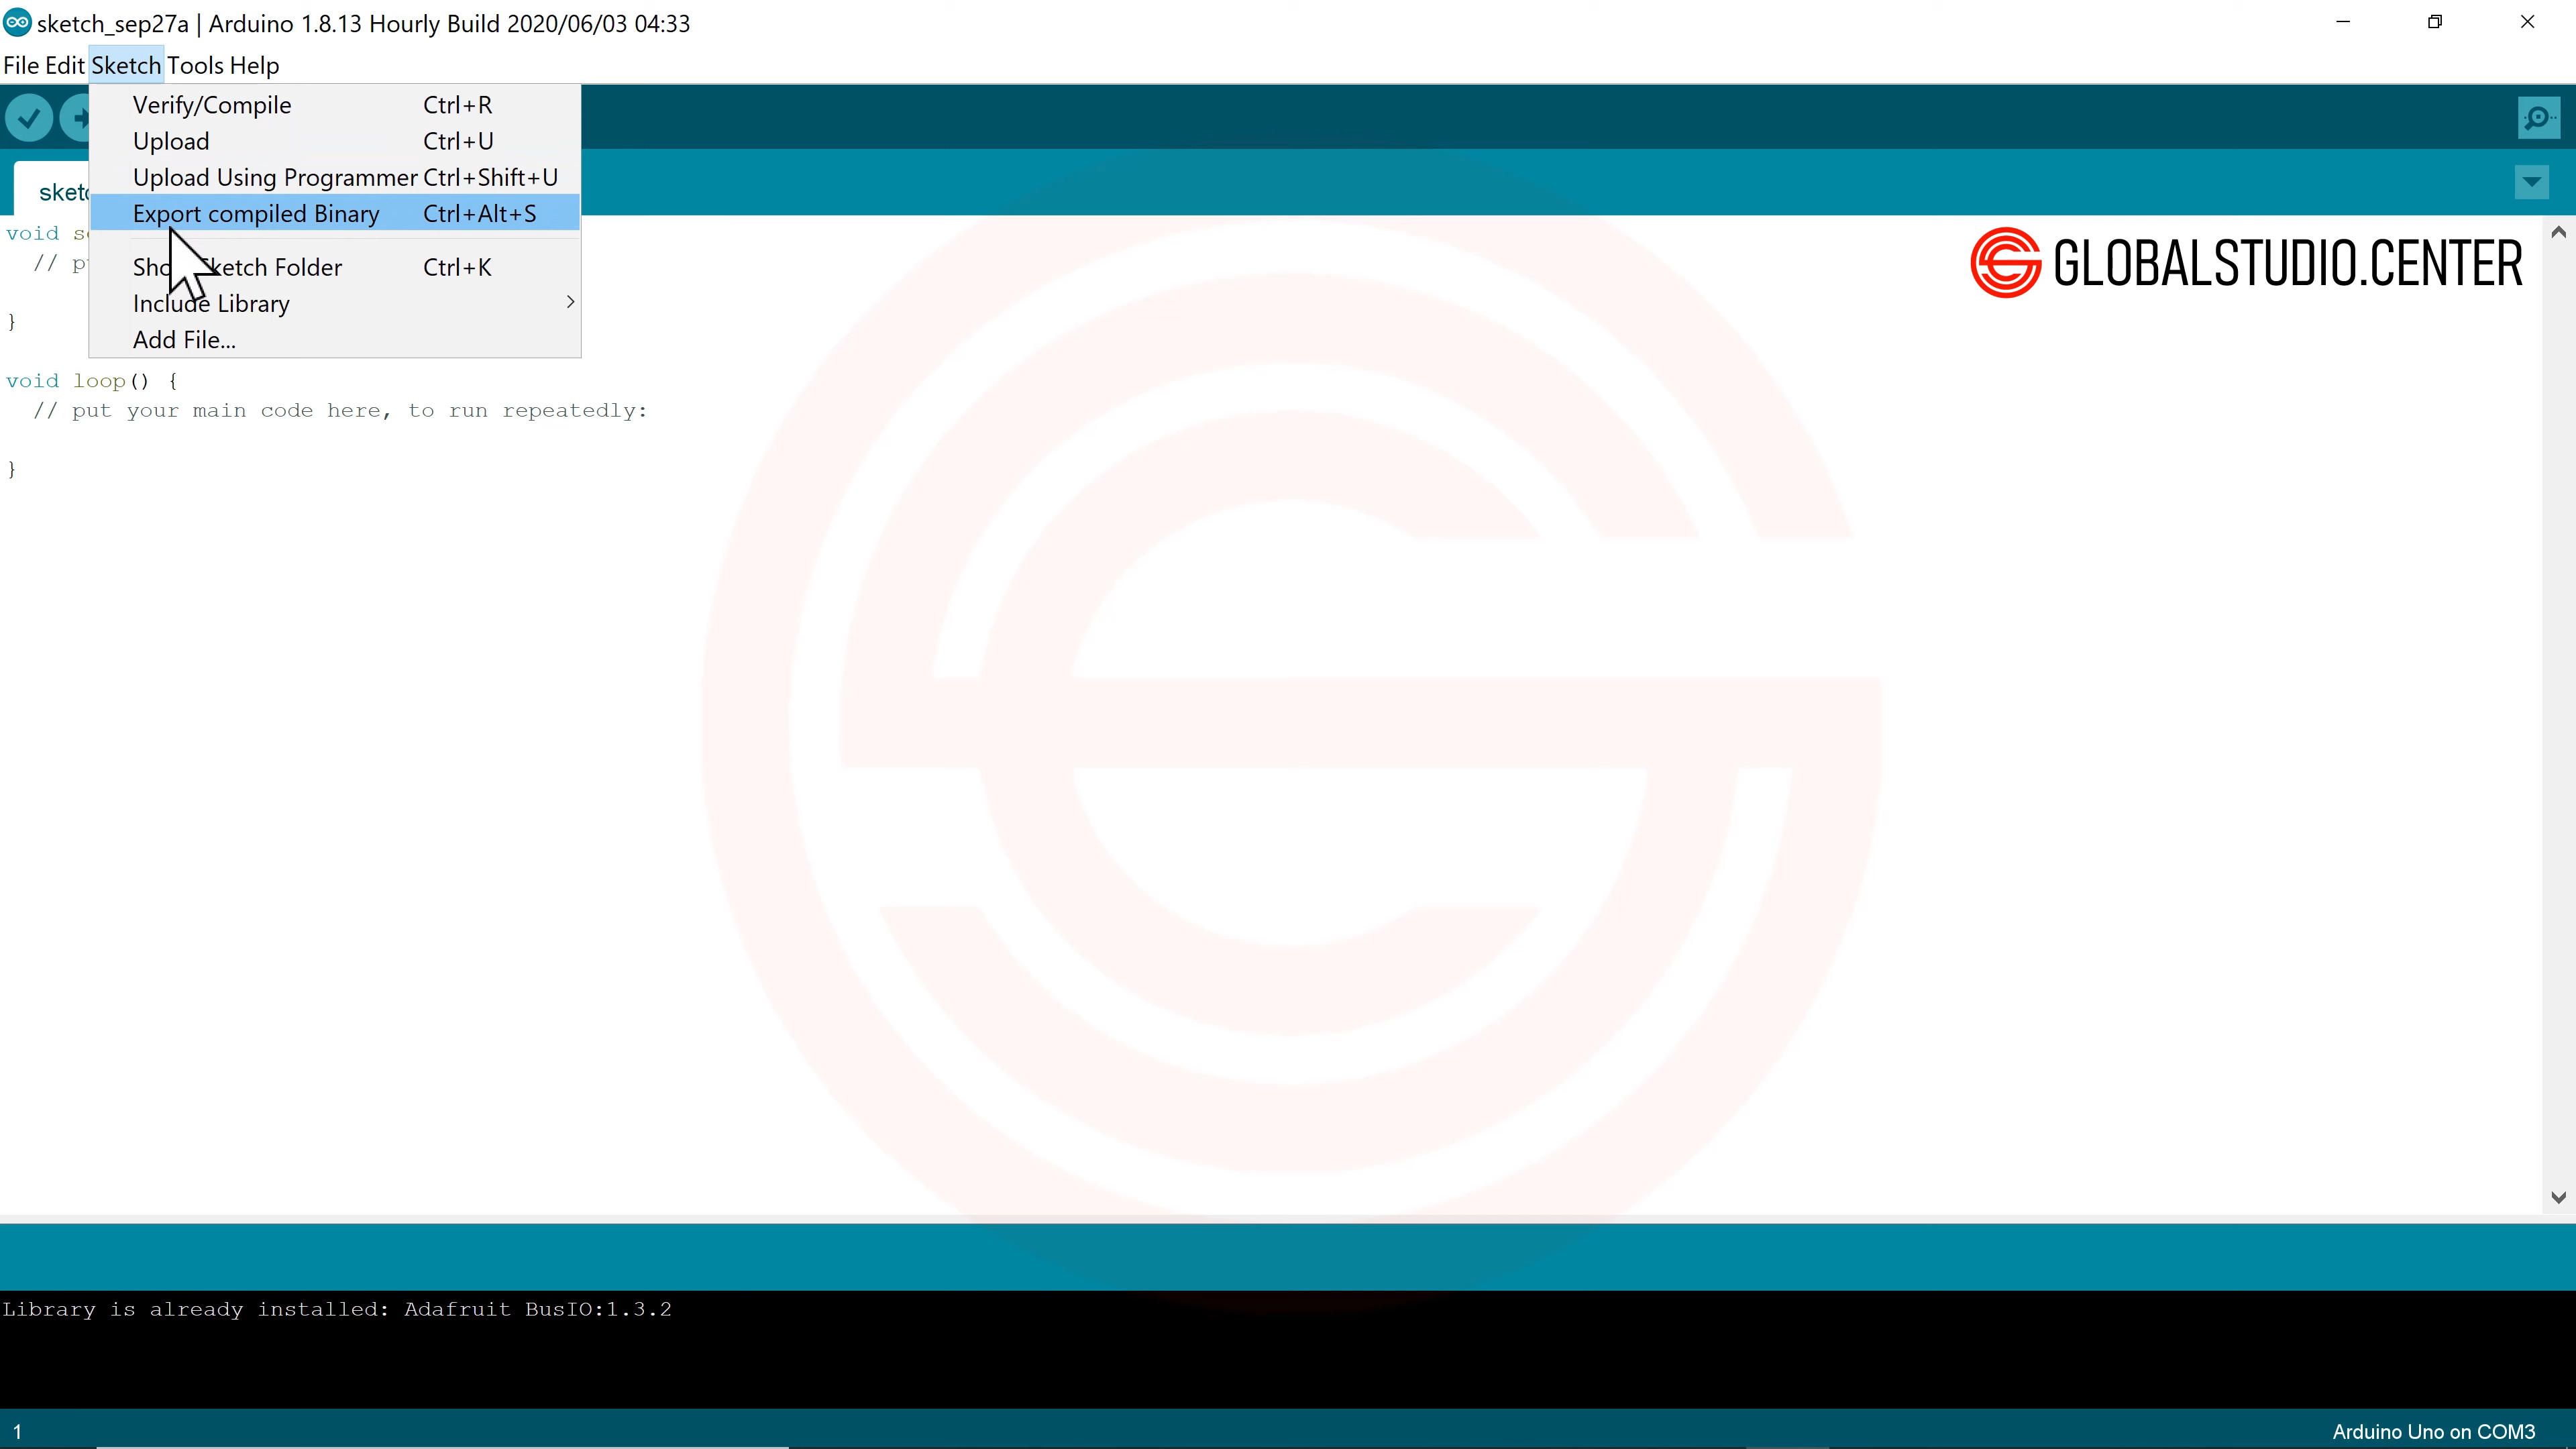 sketch_sep27a | Arduino 1.8.13 Hourly Build 2020/06/03 04:33
File Edit Sketch Tools Help
Verify/Compile Ctrl+R
Upload Ctrl+U
Upload Using Programmer Ctrl+Shift+U
Export compiled Binary Ctrl+Alt+S
Folder Ctrl+K
Include Library
Add File...
void
//
}
void loop() {
// put your main code here, to run repeatedly:
}
GLOBALSTUDIO.CENTER
Library is already installed: Adafruit BusIO:1.3.2
1
Arduino Uno on COM3